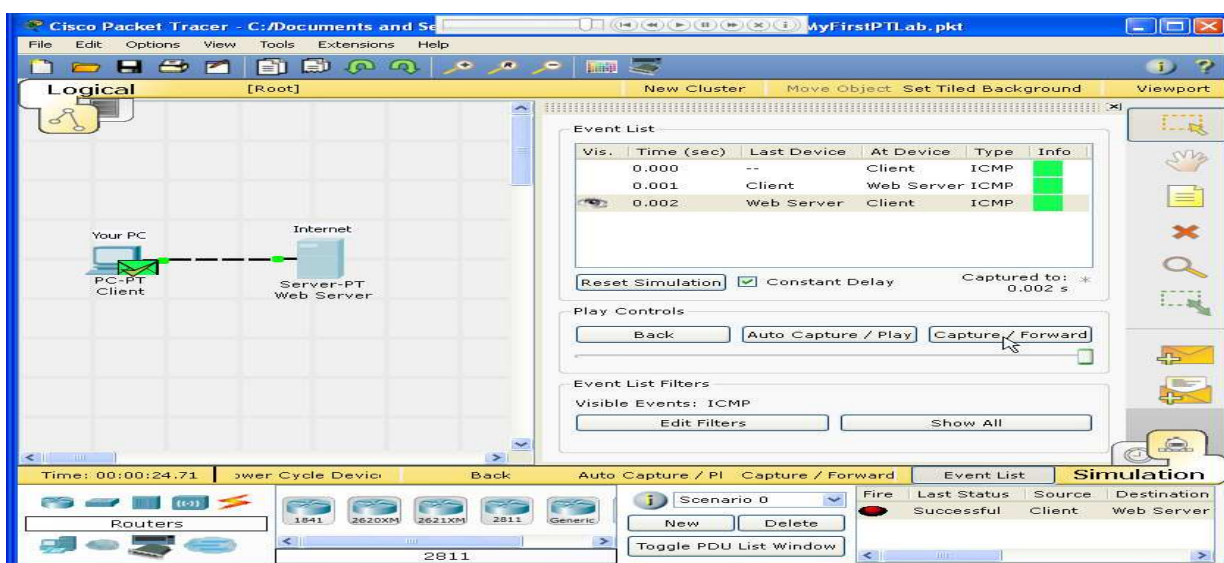 Cisco Packet Tracer - C:/Documents and Se
MyFirstPTLab.pkt
File Edit Options View Tools Extensions Help
Logical [Root] New Cluster Move Object Set Tiled Background Viewport
Event List
Vis. Time (sec) Last Device At Device Type Info
0.000 -- Client ICMP
0.001 Client Web Server ICMP
0.002 Web Server Client ICMP
Your PC
PC-PT
Client
Internet
Server-PT
Web Server
Reset Simulation Constant Delay Captured to: *
0.002 s
Play Controls
Back Auto Capture / Play Capture / Forward
Event List Filters
Visible Events: ICMP
Edit Filters Show All
Time: 00:00:24.71 ower Cycle Devic Back Auto Capture / Pl Capture / Forward Event List Simulation
Routers
1841 2620XM 2621XM 2811 Generic
2811
Scenario 0
New Delete
Toggle PDU List Window
Fire Last Status Source Destination
Successful Client Web Server